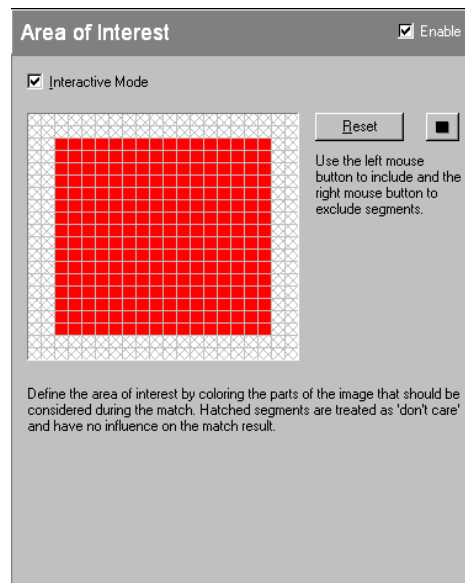 Area of Interest
Enable
Interactive Mode
Reset
Use the left mouse
button to include and the
right mouse button to
exclude segments.
Define the area of interest by coloring the parts of the image that should be
considered during the match. Hatched segments are treated as 'don't care'
and have no influence on the match result.